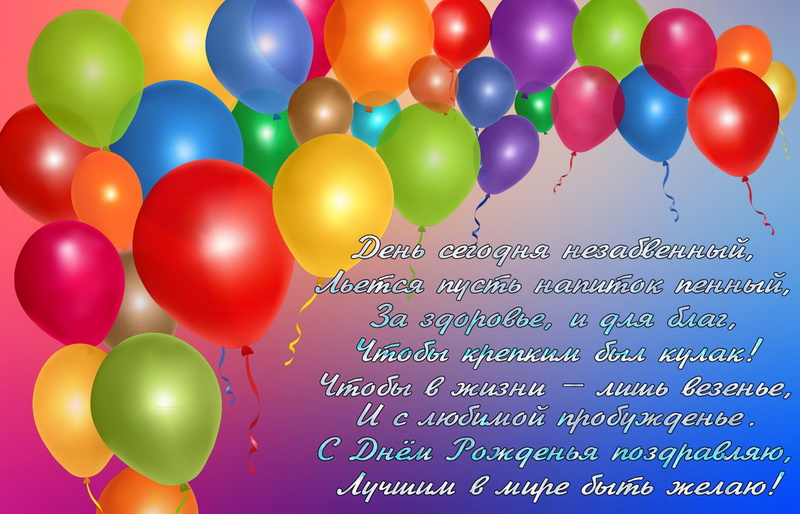 День сегодня незабвенный,
Льется пусть напиток пенный,
За здоровье, и для благ,
Чтобы крепким был кулак!
Чтобы в жизни – лишь везенье,
И с любимой пробужденье.
С Днём Рожденья поздравляю,
Лучшим в мире быть желаю!